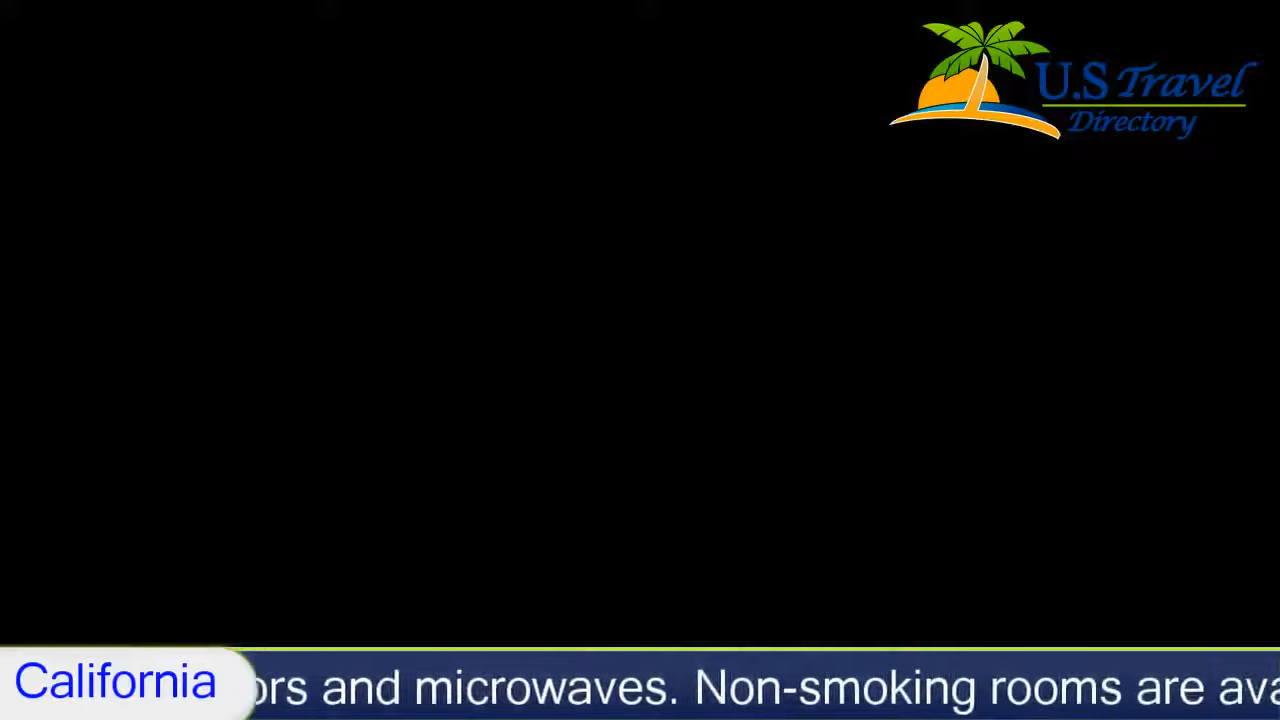 U.S Travel
Directory
California
ors and microwaves. Non-smoking rooms are ava